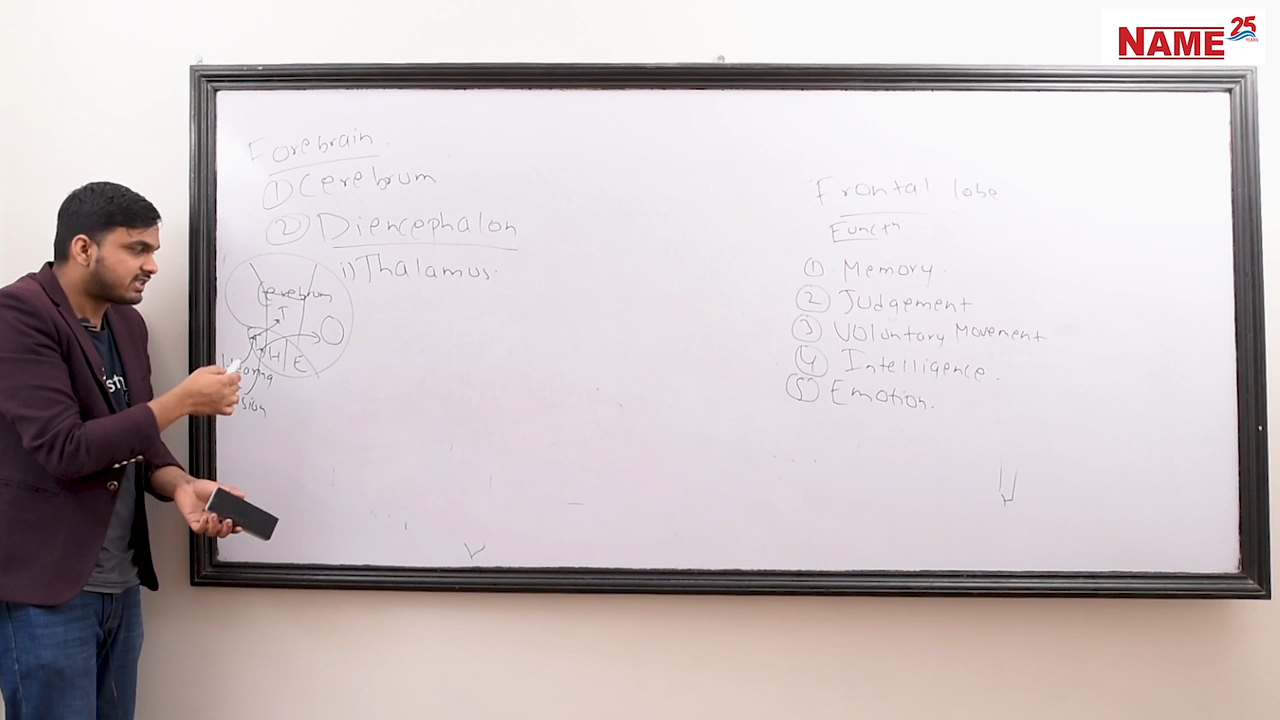 NAME 25 YEARS
Forebrain
① Cerebrum
② Diencephalon
i) Thalamus
Cerebrum
T
H/E
Frontal lobe
Functn
① Memory
② Judgement
③ Voluntary Movement
④ Intelligence.
⑤ Emotion.